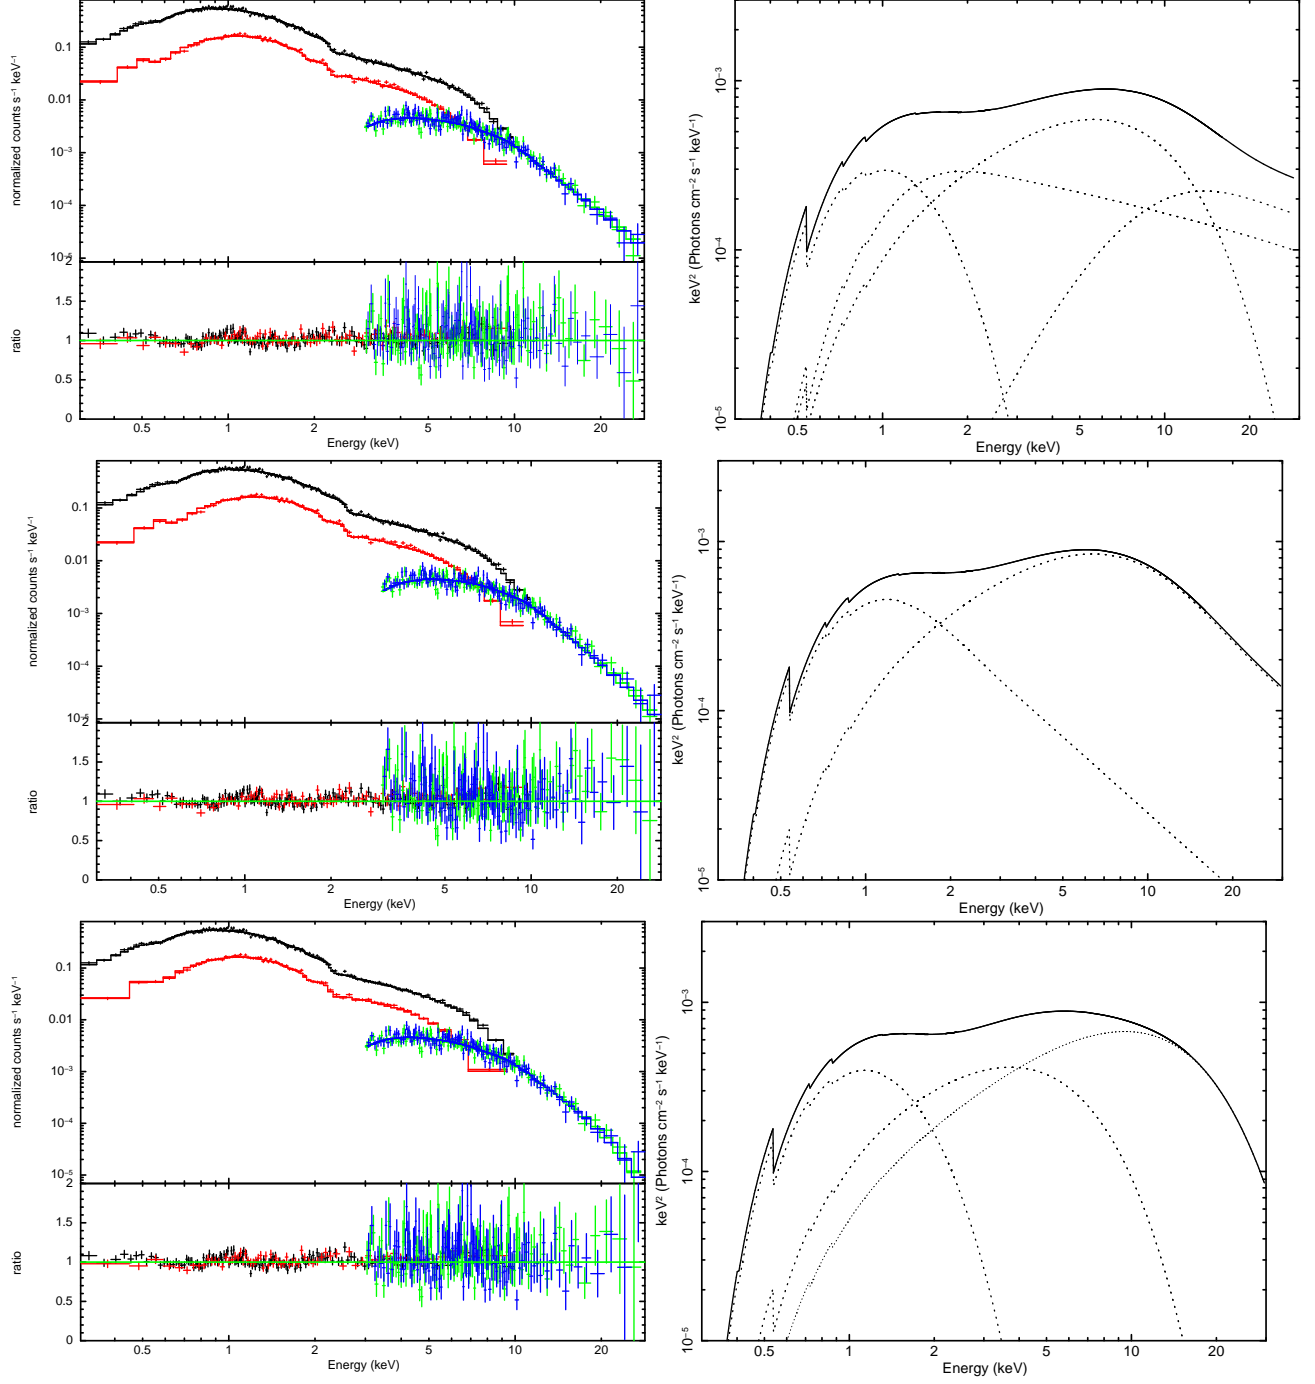 normalized counts s⁻¹ keV⁻¹
0.1
0.01
10⁻³
10⁻⁴
10⁻⁵
2
ratio
1.5
1
0.5
0
0.5 1 2 5 10 20
Energy (keV)
keV² (Photons cm⁻² s⁻¹ keV⁻¹)
10⁻³
10⁻⁴
10⁻⁵
0.5 1 2 5 10 20
Energy (keV)
normalized counts s⁻¹ keV⁻¹
0.1
0.01
10⁻³
10⁻⁴
10⁻⁵
2
ratio
1.5
1
0.5
0
0.5 1 2 5 10 20
Energy (keV)
keV² (Photons cm⁻² s⁻¹ keV⁻¹)
10⁻³
10⁻⁴
10⁻⁵
0.5 1 2 5 10 20
Energy (keV)
normalized counts s⁻¹ keV⁻¹
0.1
0.01
10⁻³
10⁻⁴
10⁻⁵
2
ratio
1.5
1
0.5
0
0.5 1 2 5 10 20
Energy (keV)
keV² (Photons cm⁻² s⁻¹ keV⁻¹)
10⁻³
10⁻⁴
10⁻⁵
0.5 1 2 5 10 20
Energy (keV)